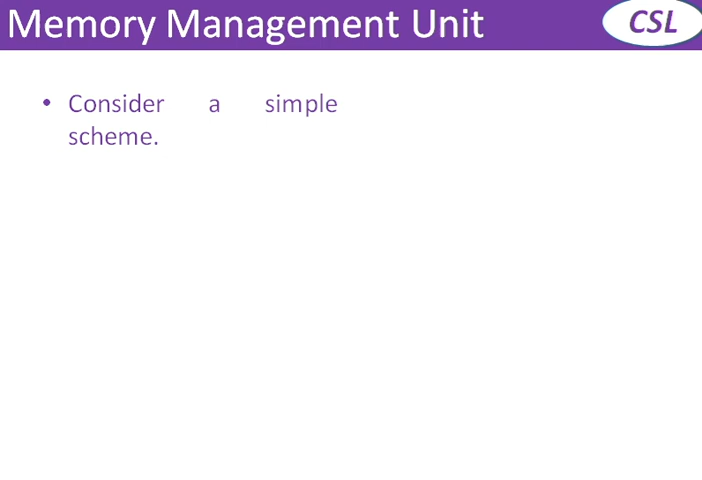 Memory Management Unit
CSL
• Consider a simple
scheme.